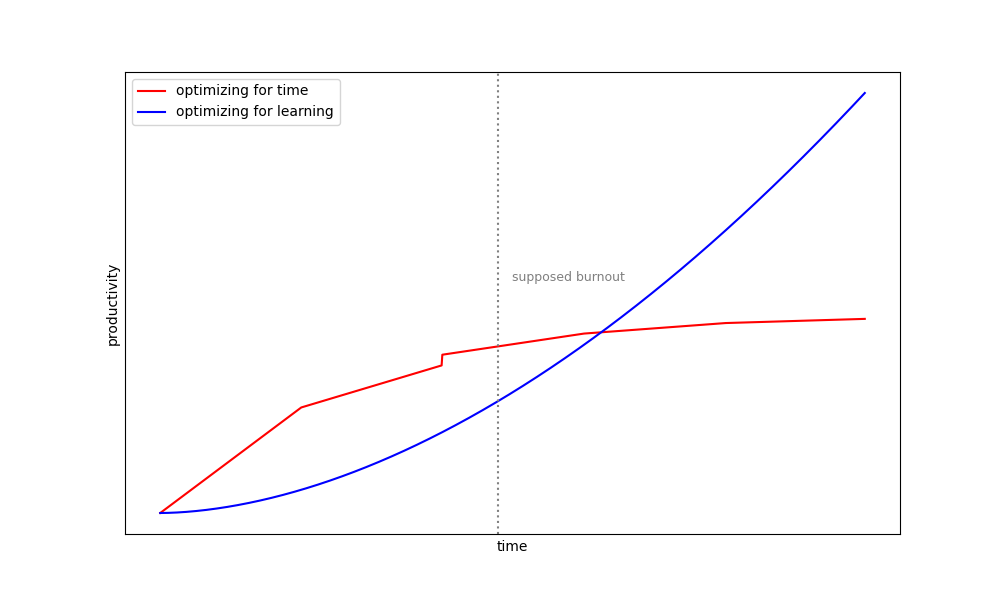 optimizing for time
optimizing for learning
supposed burnout
productivity
time